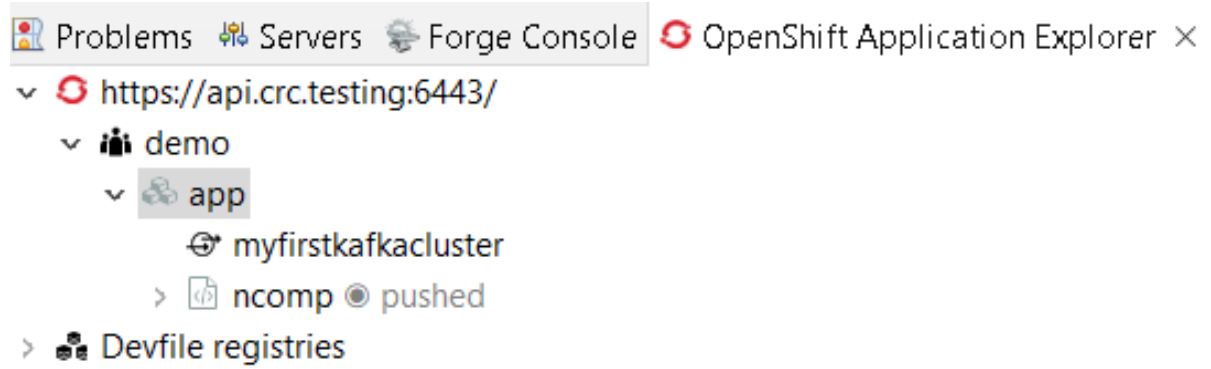 Problems Servers Forge Console OpenShift Application Explorer
https://api.crc.testing:6443/
demo
app
myfirstkafkacluster
ncomp pushed
Devfile registries